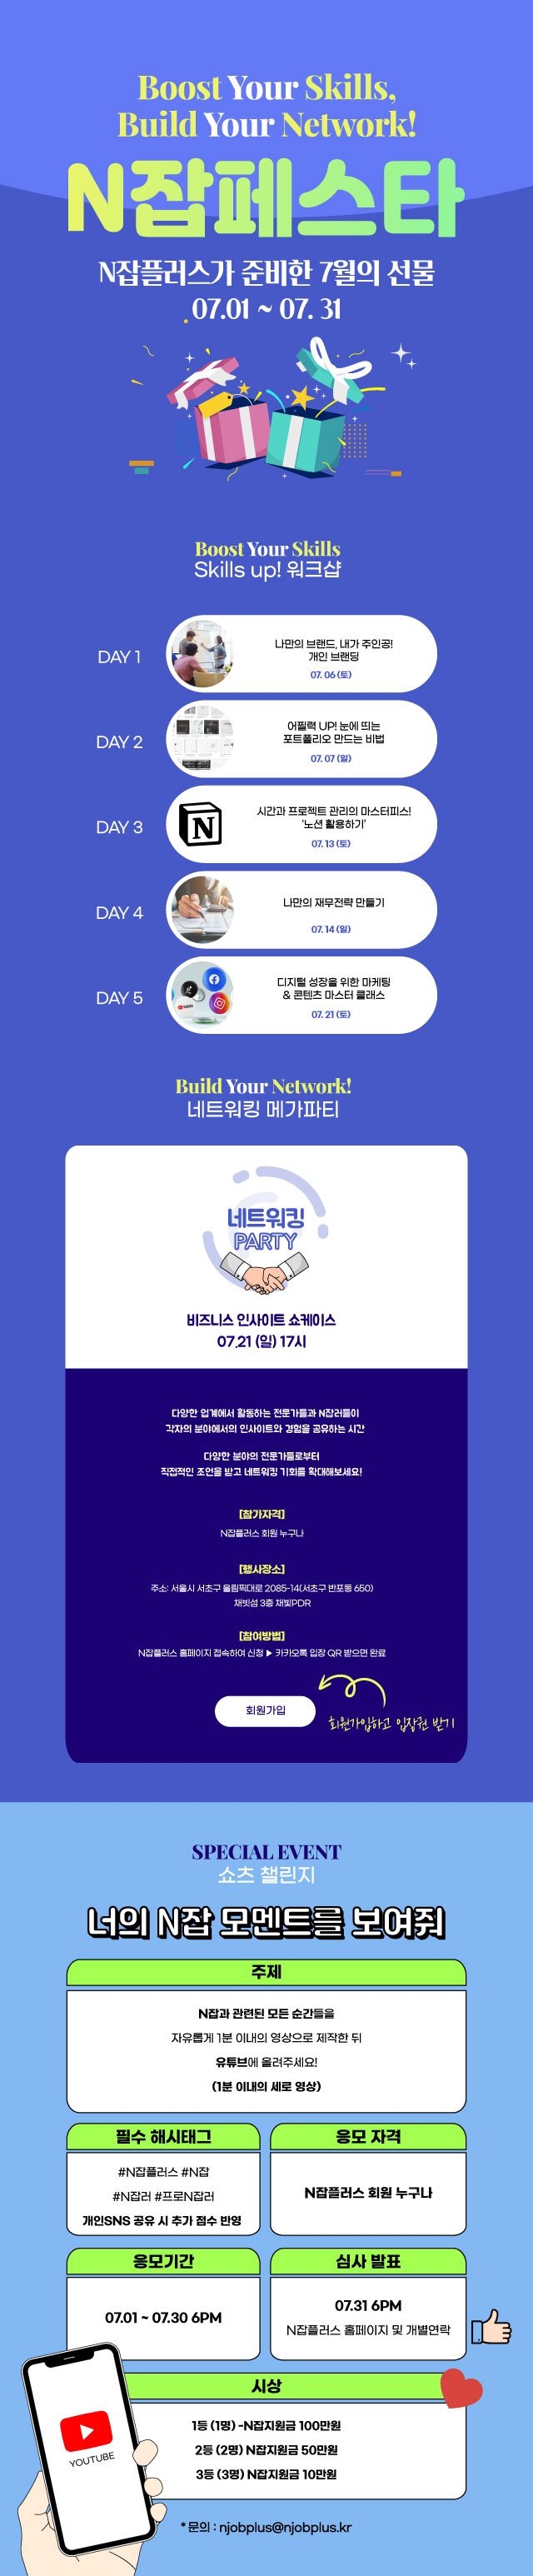 Boost Your Skills,
Build Your Network!
N잡페스타
N잡플러스가 준비한 7월의 선물
07.01 ~ 07. 31
Boost Your Skills
Skills up! 워크샵
DAY 1
나만의 브랜드, 내가 주인공!
개인 브랜딩
07. 06 (토)
DAY 2
어필력 UP! 눈에 띄는
포트폴리오 만드는 비법
07. 07 (일)
DAY 3
N
시간과 프로젝트 관리의 마스터피스!
'노션 활용하기'
07. 13 (토)
DAY 4
나만의 재무전략 만들기
07. 14 (일)
DAY 5
YouTube
디지털 성장을 위한 마케팅
& 콘텐츠 마스터 클래스
07. 21 (토)
Build Your Network!
네트워킹 메가파티
네트워킹
PARTY
비즈니스 인사이트 쇼케이스
07.21 (일) 17시
다양한 업계에서 활동하는 전문가들과 N잡러들이
각자의 분야에서의 인사이트와 경험을 공유하는 시간
다양한 분야의 전문가들로부터
직접적인 조언을 받고 네트워킹 기회를 확대해보세요!
[참가자격]
N잡플러스 회원 누구나
[행사장소]
주소: 서울시 서초구 올림픽대로 2085-14(서초구 반포동 650)
채빛섬 3층 채빛PDR
[참여방법]
N잡플러스 홈페이지 접속하여 신청 ▶ 카카오톡 입장 QR 받으면 완료
회원가입
회원가입하고 입장권 받기
SPECIAL EVENT
쇼츠 챌린지
너의 N잡 모멘트를 보여줘
주제
N잡과 관련된 모든 순간들을
자유롭게 1분 이내의 영상으로 제작한 뒤
유튜브에 올려주세요!
(1분 이내의 세로 영상)
필수 해시태그
#N잡플러스 #N잡
#N잡러 #프로N잡러
개인SNS 공유 시 추가 점수 반영
응모 자격
N잡플러스 회원 누구나
응모기간
07.01 ~ 07.30 6PM
심사 발표
07.31 6PM
N잡플러스 홈페이지 및 개별연락
시상
1등 (1명) -N잡지원금 100만원
2등 (2명) N잡지원금 50만원
3등 (3명) N잡지원금 10만원
YOUTUBE
* 문의 : njobplus@njobplus.kr